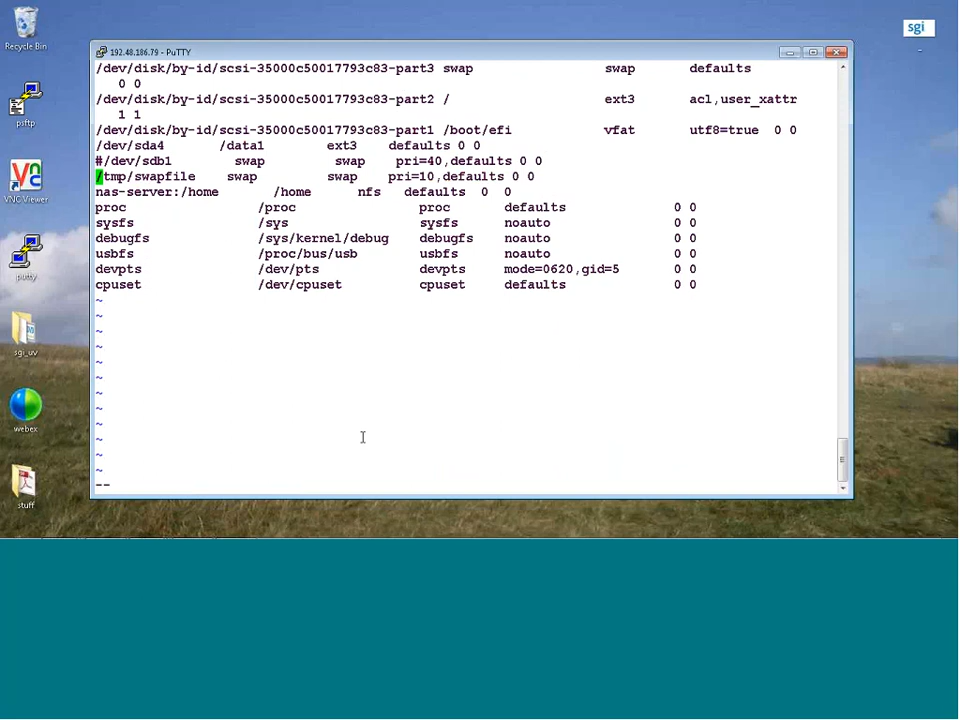 Recycle Bin
psftp
VNC Viewer
putty
sgi_uv
webex
stuff
sgi
192.48.186.79 - PuTTY
/dev/disk/by-id/scsi-35000c50017793c83-part3 swap swap defaults
0 0
/dev/disk/by-id/scsi-35000c50017793c83-part2 / ext3 acl,user_xattr
1 1
/dev/disk/by-id/scsi-35000c50017793c83-part1 /boot/efi vfat utf8=true 0 0
/dev/sda4 /data1 ext3 defaults 0 0
#/dev/sdb1 swap swap pri=40,defaults 0 0
/tmp/swapfile swap swap pri=10,defaults 0 0
nas-server:/home /home nfs defaults 0 0
proc /proc proc defaults 0 0
sysfs /sys sysfs noauto 0 0
debugfs /sys/kernel/debug debugfs noauto 0 0
usbfs /proc/bus/usb usbfs noauto 0 0
devpts /dev/pts devpts mode=0620,gid=5 0 0
cpuset /dev/cpuset cpuset defaults 0 0
~
~
~
~
~
~
~
~
~
~
~
~
--